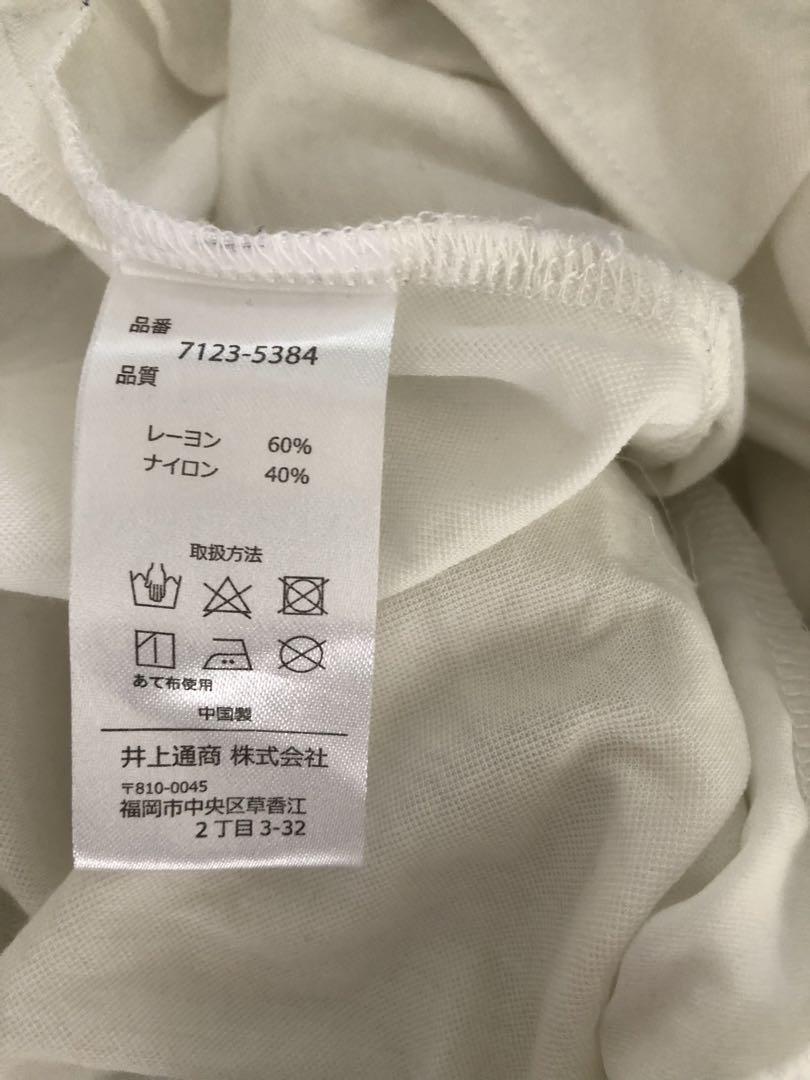 品番
7123-5384
品質
レーヨン 60%
ナイロン 40%
取扱方法
あて布使用
中国製
井上通商 株式会社
〒810-0045
福岡市中央区草香江
2丁目3-32